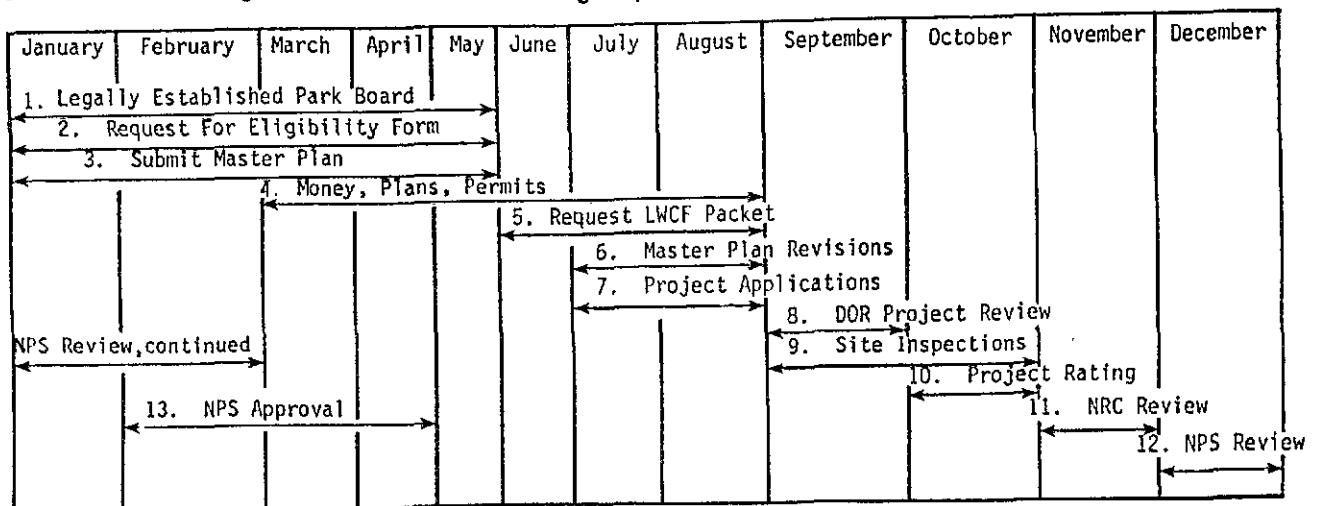 January February March April May June July August September October November December
1. Legally Established Park Board
2. Request For Eligibility Form
3. Submit Master Plan
4. Money, Plans, Permits
5. Request LWCF Packet
6. Master Plan Revisions
7. Project Applications
8. DOR Project Review
NPS Review,continued
9. Site Inspections
10. Project Rating
13. NPS Approval
11. NRC Review
12. NPS Review